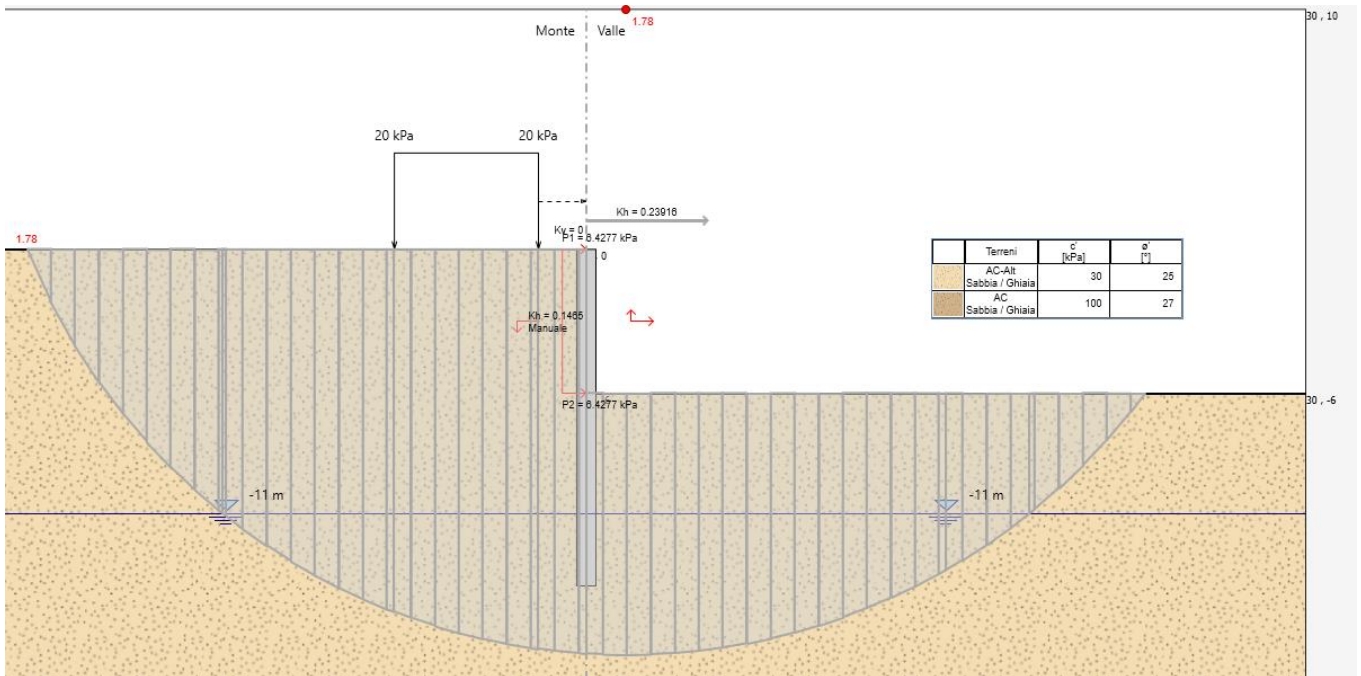 30 , 10
1.78
Monte
Valle
20 kPa
20 kPa
Kh = 0.23916
Kv = 0
P1 = 6.4277 kPa
1.78
0
Terreni
c'
[kPa]
ø'
[°]
AC-Alt
Sabbia / Ghiaia
30
25
AC
Sabbia / Ghiaia
100
27
Kh = 0.1465
Manuale
P2 = 6.4277 kPa
30 , -6
-11 m
-11 m